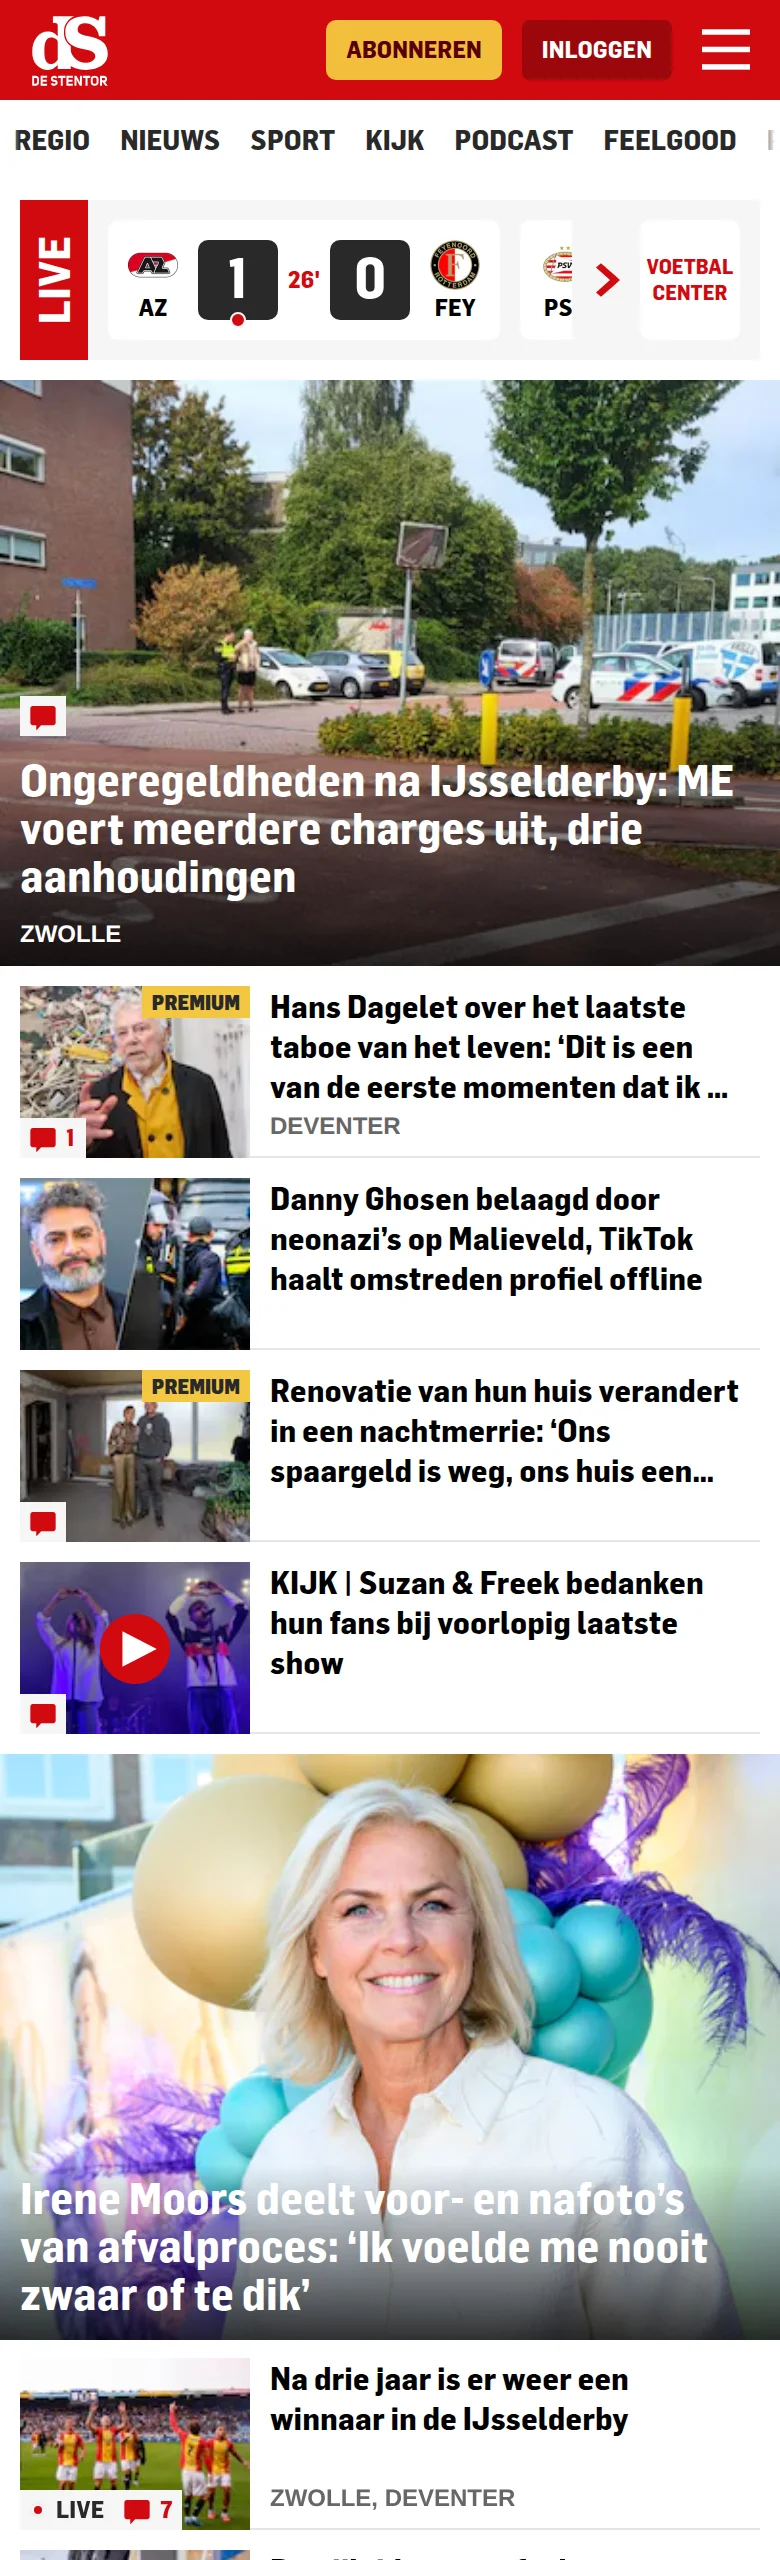 dS
DE STENTOR
ABONNEREN
INLOGGEN
REGIO NIEUWS SPORT KIJK PODCAST FEELGOOD
LIVE
AZ
1
26'
0
FEY
PSV
PS
VOETBAL
CENTER
Ongeregeldheden na IJsselderby: ME
voert meerdere charges uit, drie
aanhoudingen
ZWOLLE
PREMIUM
1
Hans Dagelet over het laatste
taboe van het leven: ‘Dit is een
van de eerste momenten dat ik ...
DEVENTER
Danny Ghosen belaagd door
neonazi’s op Malieveld, TikTok
haalt omstreden profiel offline
PREMIUM
Renovatie van hun huis verandert
in een nachtmerrie: ‘Ons
spaargeld is weg, ons huis een...
KIJK | Suzan & Freek bedanken
hun fans bij voorlopig laatste
show
Irene Moors deelt voor- en nafoto’s
van afvalproces: ‘Ik voelde me nooit
zwaar of te dik’
LIVE 7
Na drie jaar is er weer een
winnaar in de IJsselderby
ZWOLLE, DEVENTER